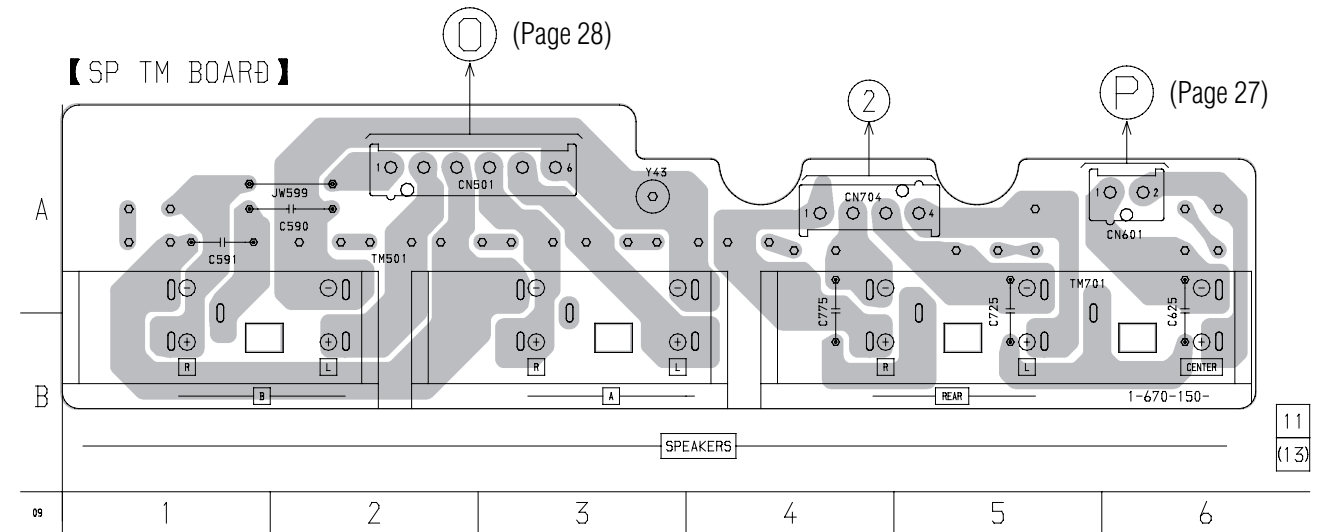 O (Page 28)
【SP TM BOARD】
2
P (Page 27)
1 6
CN501
Y43
1 CN704 4
1 2
CN601
A
JW599
C590
C591
TM501
TM701
− − − − − − −
C775 C725 C625
+ + + + + + +
R L R L R L CENTER
B
B A REAR 1-670-150-
SPEAKERS
11
(13)
09 1 2 3 4 5 6